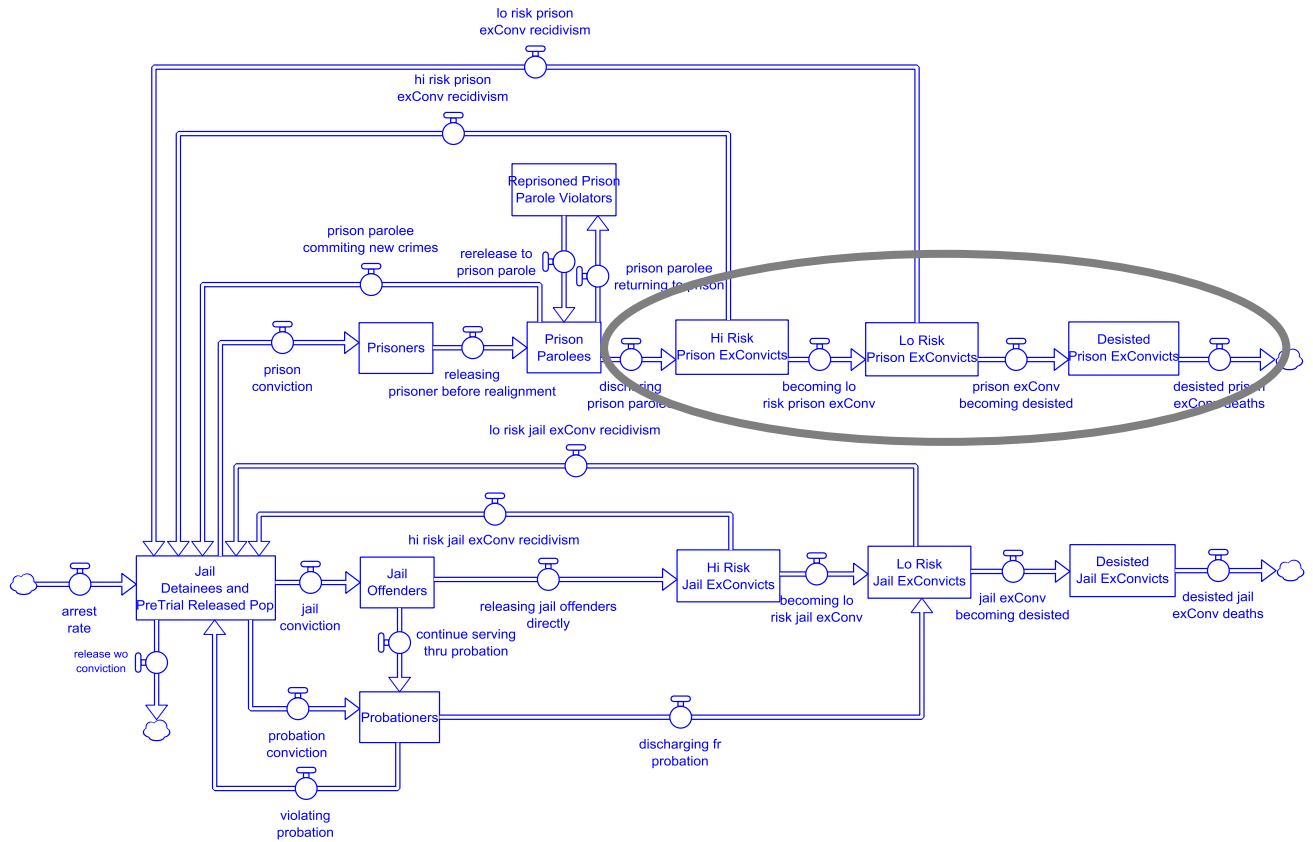 lo risk prison
exConv recidivism
hi risk prison
exConv recidivism
Reprisoned Prison
Parole Violators
prison parolee
commiting new crimes
rerelease to
prison parole
prison parolee
returning to prison
prison
conviction
Prisoners
releasing
prisoner before realignment
Prison
Parolees
discharing
prison parolee
Hi Risk
Prison ExConvicts
becoming lo
risk prison exConv
Lo Risk
Prison ExConvicts
prison exConv
becoming desisted
Desisted
Prison ExConvicts
desisted prison
exConv deaths
lo risk jail exConv recidivism
hi risk jail exConv recidivism
arrest
rate
Jail
Detainees and
PreTrial Released Pop
jail
conviction
Jail
Offenders
releasing jail offenders
directly
Hi Risk
Jail ExConvicts
becoming lo
risk jail exConv
Lo Risk
Jail ExConvicts
jail exConv
becoming desisted
Desisted
Jail ExConvicts
desisted jail
exConv deaths
release wo
conviction
continue serving
thru probation
probation
conviction
Probationers
discharging fr
probation
violating
probation